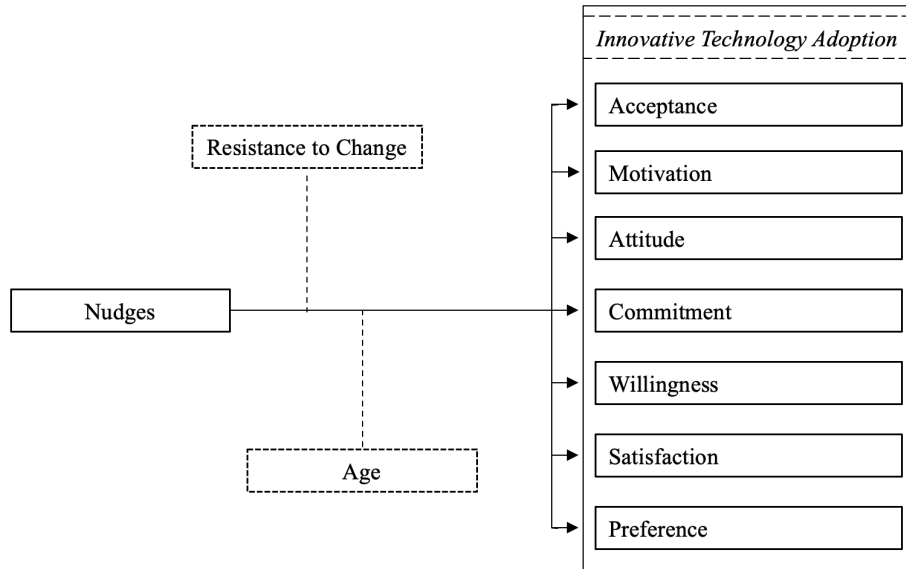 Innovative Technology Adoption
Acceptance
Resistance to Change
Motivation
Attitude
Nudges
Commitment
Willingness
Age
Satisfaction
Preference